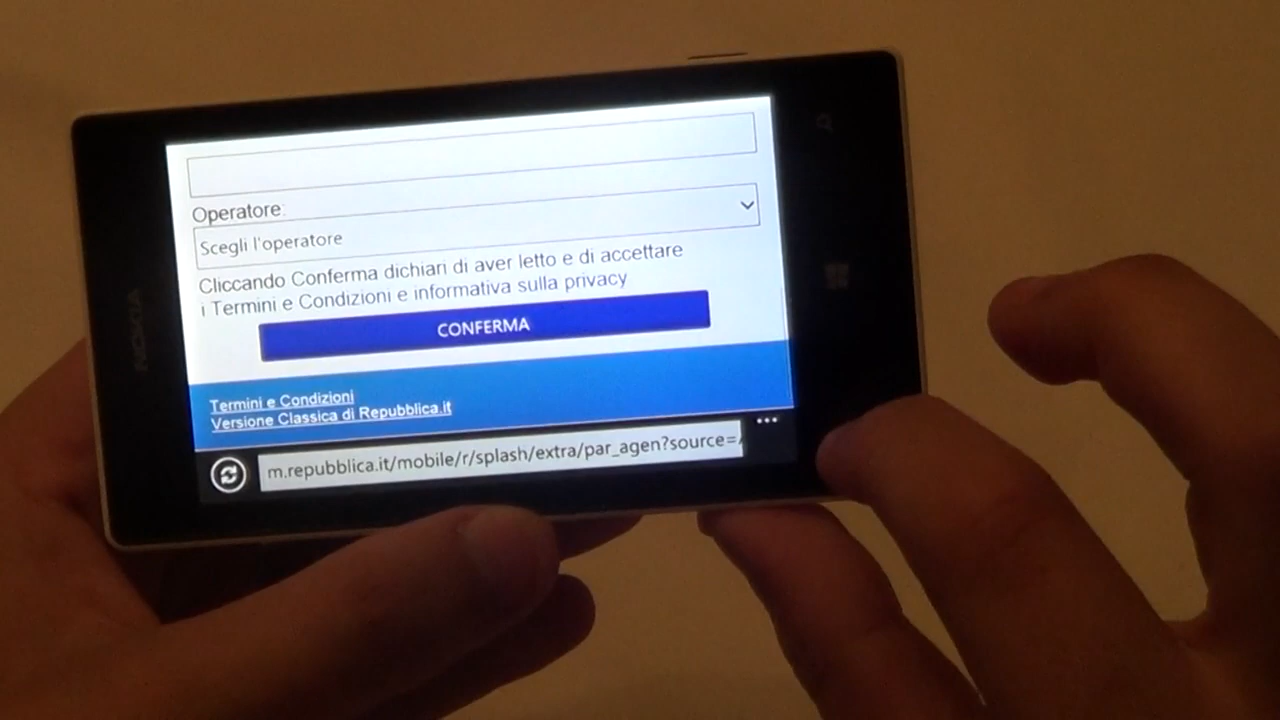 Operatore:
Scegli l'operatore
Cliccando Conferma dichiari di aver letto e di accettare
i Termini e Condizioni e informativa sulla privacy
CONFERMA
Termini e Condizioni
Versione Classica di Repubblica.it
m.repubblica.it/mobile/r/splash/extra/par_agen?source=
NOKIA